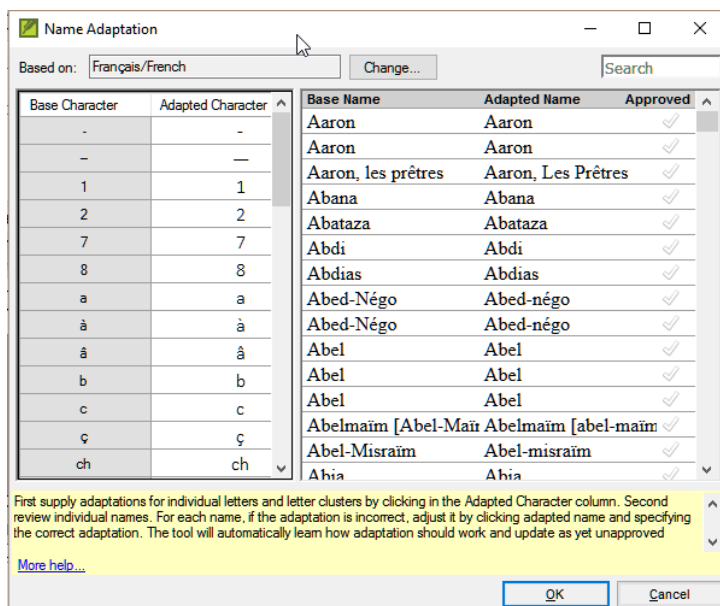 Name Adaptation
Based on: Français/French Change... Search
Base Character Adapted Character
- -
– —
1 1
2 2
7 7
8 8
a a
à à
â â
b b
c c
ç ç
ch ch
Base Name Adapted Name Approved
Aaron Aaron
Aaron Aaron
Aaron, les prêtres Aaron, Les Prêtres
Abana Abana
Abataza Abataza
Abdi Abdi
Abdias Abdias
Abed-Négo Abed-négo
Abed-Négo Abed-négo
Abel Abel
Abel Abel
Abel Abel
Abelmaïm [Abel-Maïm Abelmaïm [abel-maïm
Abel-Misraïm Abel-misraïm
Abia Abia
First supply adaptations for individual letters and letter clusters by clicking in the Adapted Character column. Second
review individual names. For each name, if the adaptation is incorrect, adjust it by clicking adapted name and specifying
the correct adaptation. The tool will automatically learn how adaptation should work and update as yet unapproved
More help...
OK Cancel